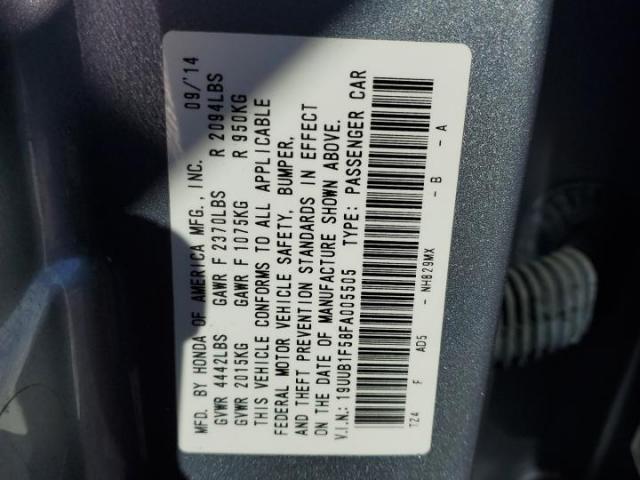 MFD. BY HONDA OF AMERICA MFG., INC. 09/'14
GVWR 4442LBS GAWR F 2370LBS R 2094LBS
GVWR 2015KG GAWR F 1075KG R 950KG
THIS VEHICLE CONFORMS TO ALL APPLICABLE
FEDERAL MOTOR VEHICLE SAFETY, BUMPER,
AND THEFT PREVENTION STANDARDS IN EFFECT
ON THE DATE OF MANUFACTURE SHOWN ABOVE.
V.I.N.: 19UUB1F58FA005505 TYPE: PASSENGER CAR
T24 F AD5 - NH829MX - B - A